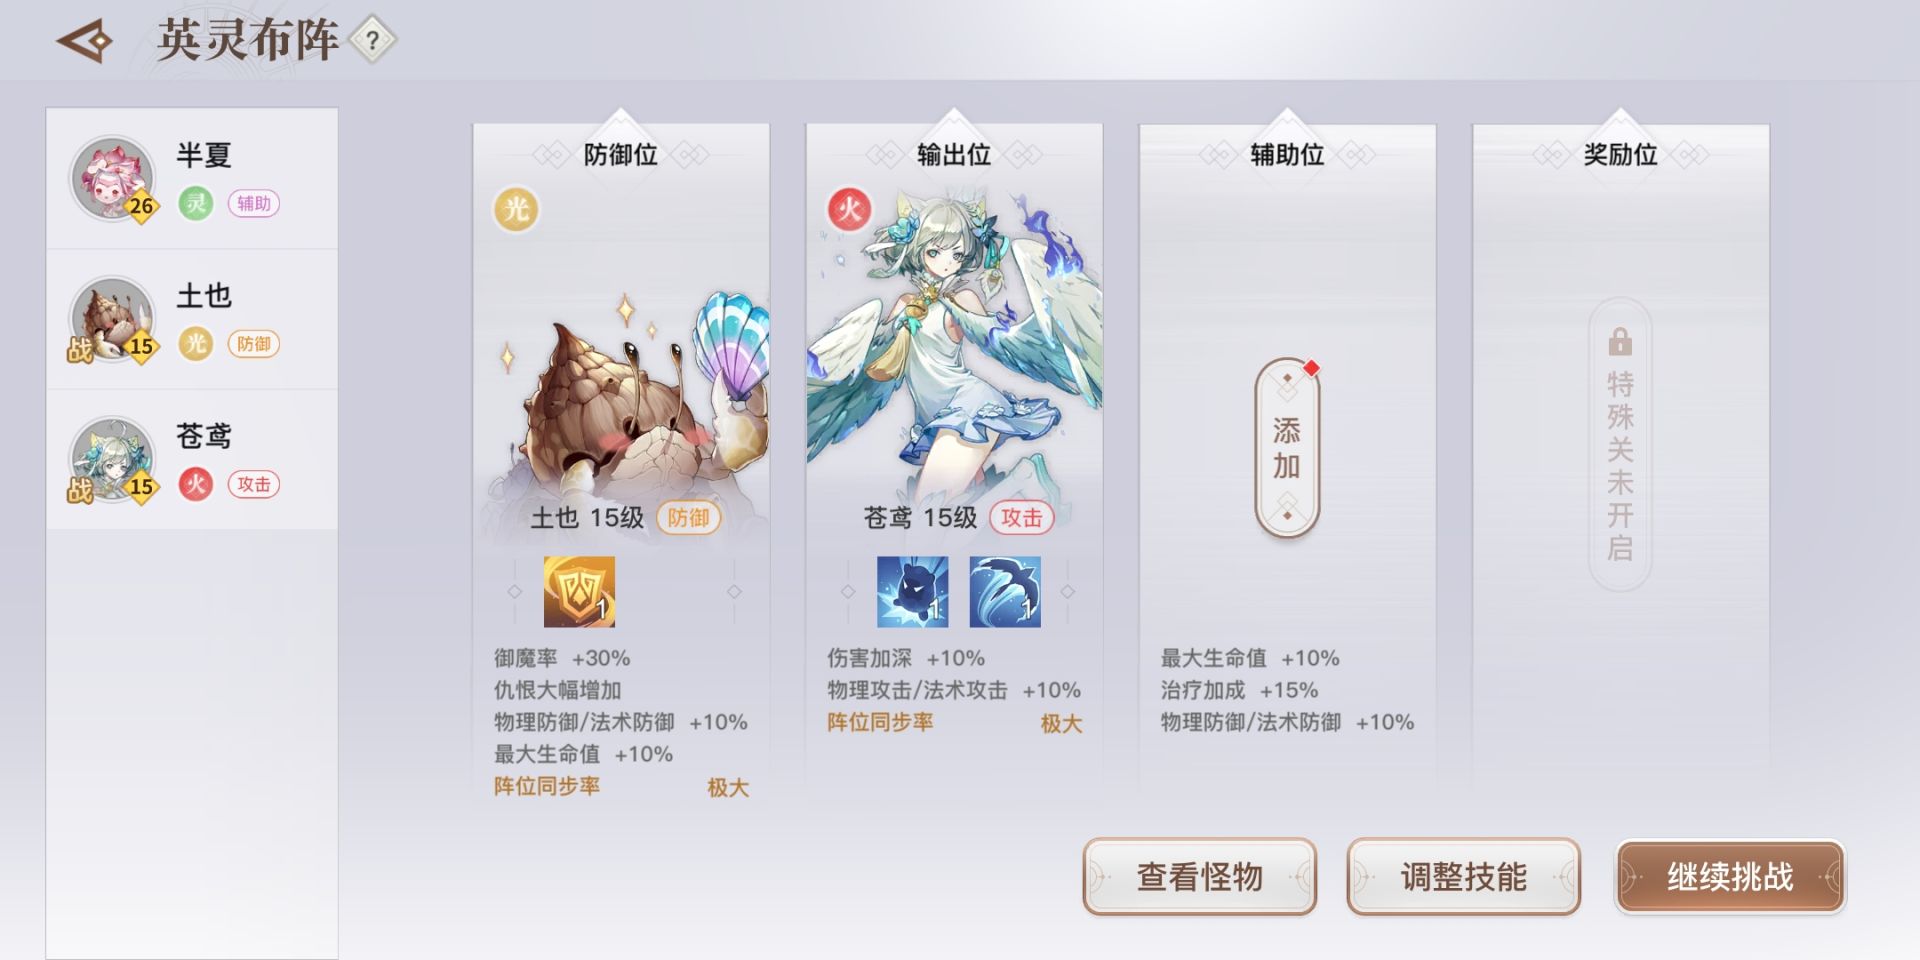 英灵布阵 ?
半夏
26 灵 辅助
土也
战 15 光 防御
苍鸢
战 15 火 攻击
防御位
光
土也 15级 防御
1
御魔率 +30%
仇恨大幅增加
物理防御/法术防御 +10%
最大生命值 +10%
阵位同步率 极大
输出位
火
苍鸢 15级 攻击
1 1
伤害加深 +10%
物理攻击/法术攻击 +10%
阵位同步率 极大
辅助位
添加
最大生命值 +10%
治疗加成 +15%
物理防御/法术防御 +10%
奖励位
特殊关未开启
查看怪物 调整技能 继续挑战